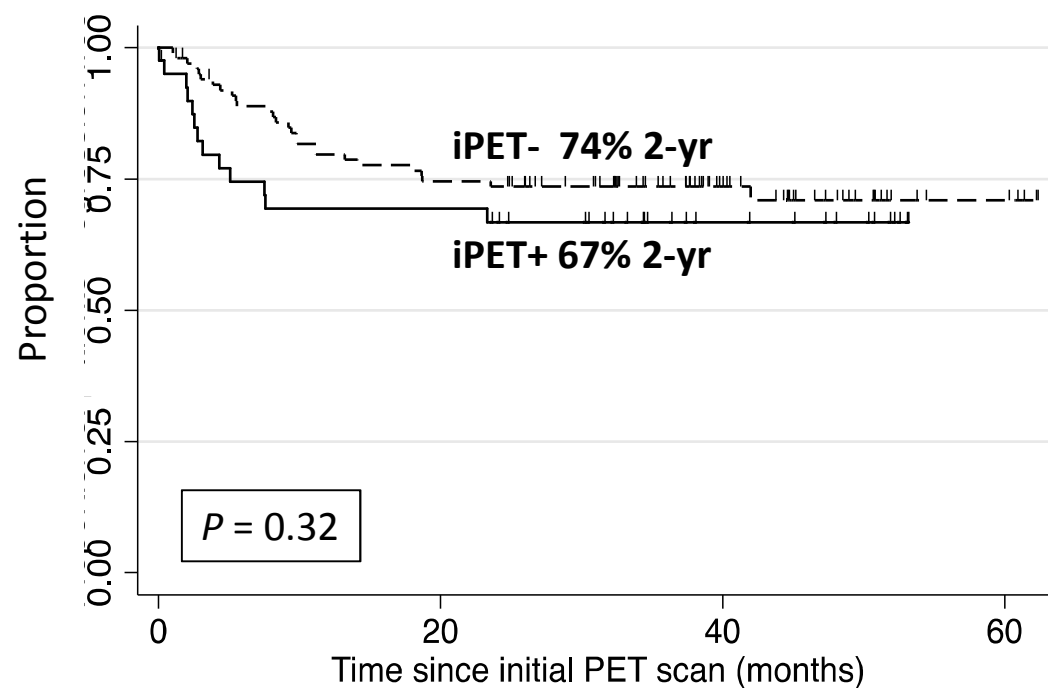 1.00
iPET- 74% 2-yr
0.75
iPET+ 67% 2-yr
Proportion
0.50
0.25
P = 0.32
0.00
0 20 40 60
Time since initial PET scan (months)